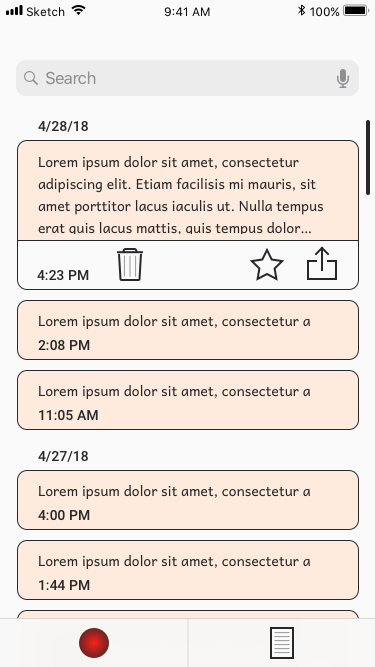 Sketch 9:41 AM 100%
Search
4/28/18
Lorem ipsum dolor sit amet, consectetur
adipiscing elit. Etiam facilisis mi mauris, sit
amet porttitor lacus iaculis ut. Nulla tempus
erat quis lacus mattis, quis tempus dolor...
4:23 PM
Lorem ipsum dolor sit amet, consectetur a
2:08 PM
Lorem ipsum dolor sit amet, consectetur a
11:05 AM
4/27/18
Lorem ipsum dolor sit amet, consectetur a
4:00 PM
Lorem ipsum dolor sit amet, consectetur a
1:44 PM